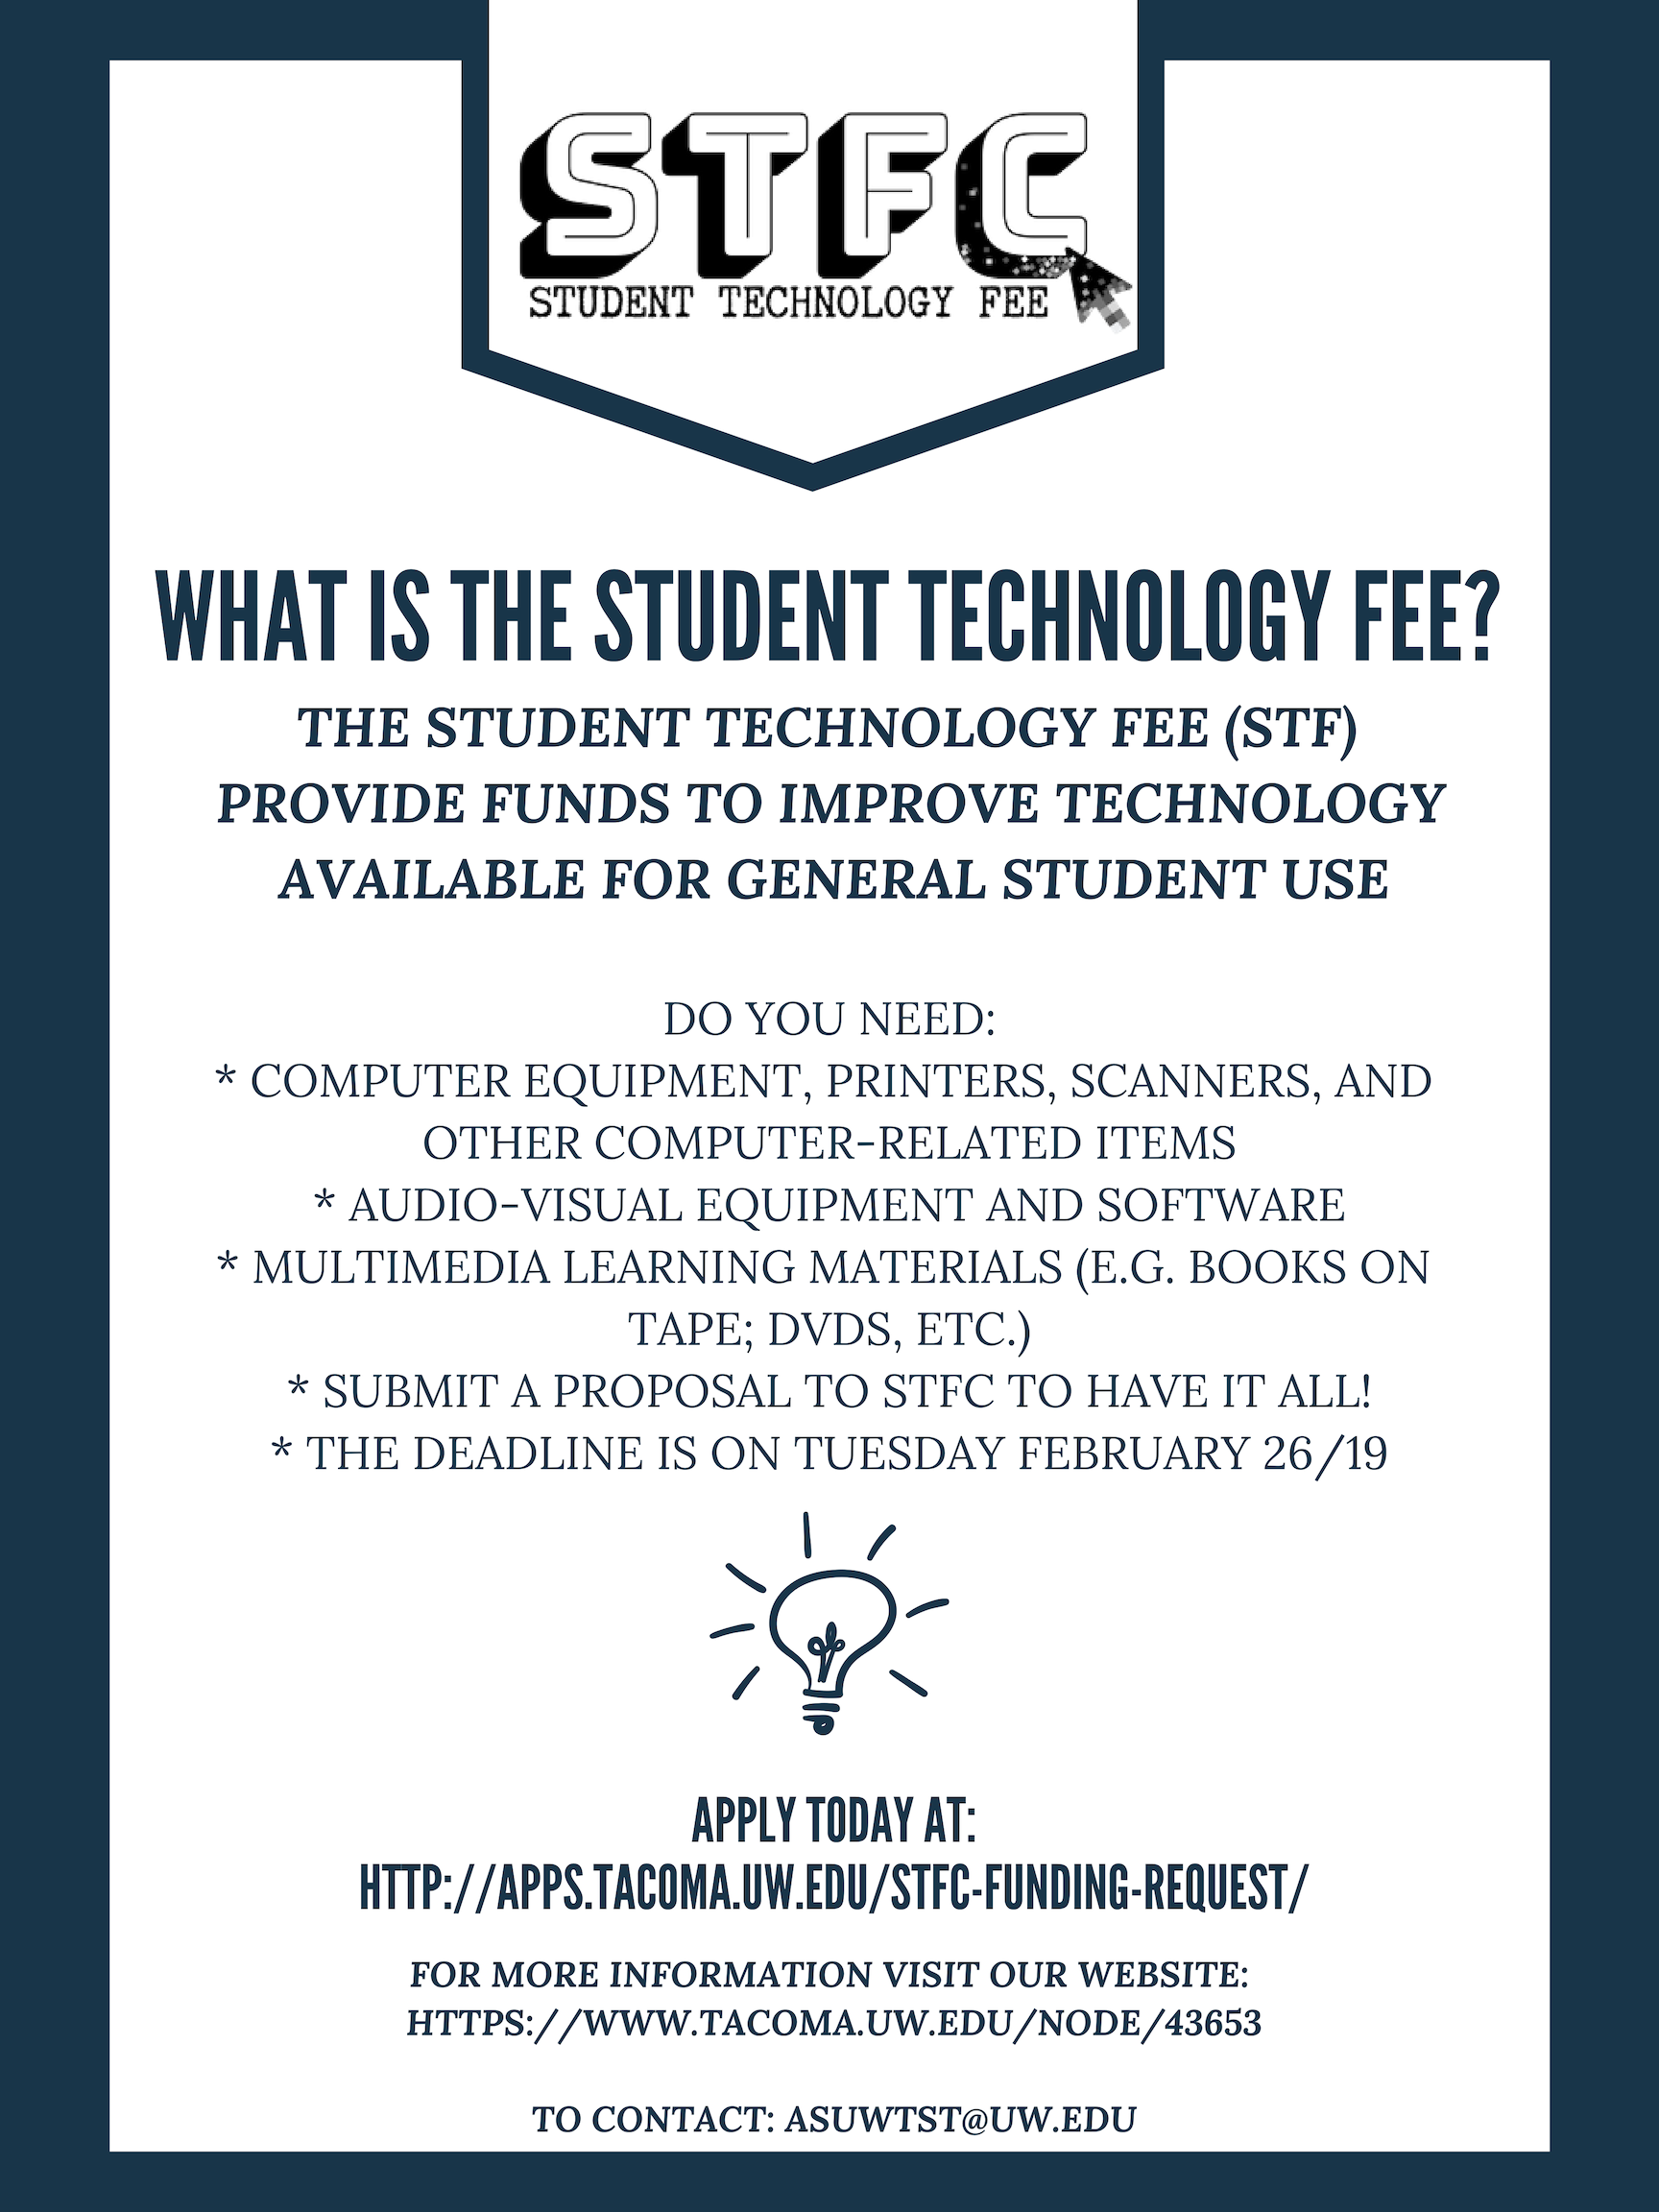 STFC
STUDENT TECHNOLOGY FEE
WHAT IS THE STUDENT TECHNOLOGY FEE?
THE STUDENT TECHNOLOGY FEE (STF)
PROVIDE FUNDS TO IMPROVE TECHNOLOGY
AVAILABLE FOR GENERAL STUDENT USE
DO YOU NEED:
* COMPUTER EQUIPMENT, PRINTERS, SCANNERS, AND
OTHER COMPUTER-RELATED ITEMS
* AUDIO-VISUAL EQUIPMENT AND SOFTWARE
* MULTIMEDIA LEARNING MATERIALS (E.G. BOOKS ON
TAPE; DVDS, ETC.)
* SUBMIT A PROPOSAL TO STFC TO HAVE IT ALL!
* THE DEADLINE IS ON TUESDAY FEBRUARY 26/19
APPLY TODAY AT:
HTTP://APPS.TACOMA.UW.EDU/STFC-FUNDING-REQUEST/
FOR MORE INFORMATION VISIT OUR WEBSITE:
HTTPS://WWW.TACOMA.UW.EDU/NODE/43653
TO CONTACT: ASUWTST@UW.EDU